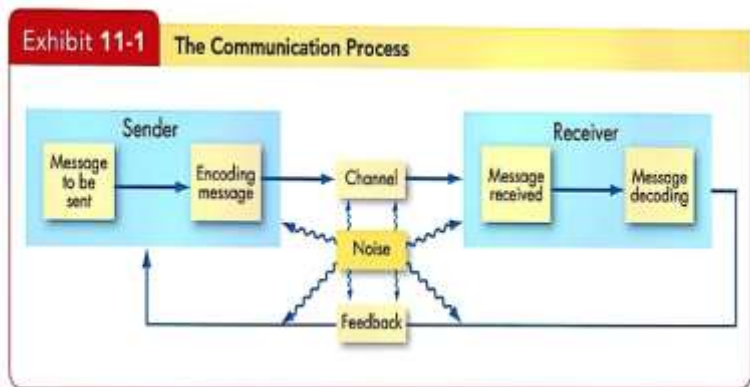 Exhibit 11-1
The Communication Process
Sender
Message
to be
sent
Encoding
message
Channel
Receiver
Message
received
Message
decoding
Noise
Feedback